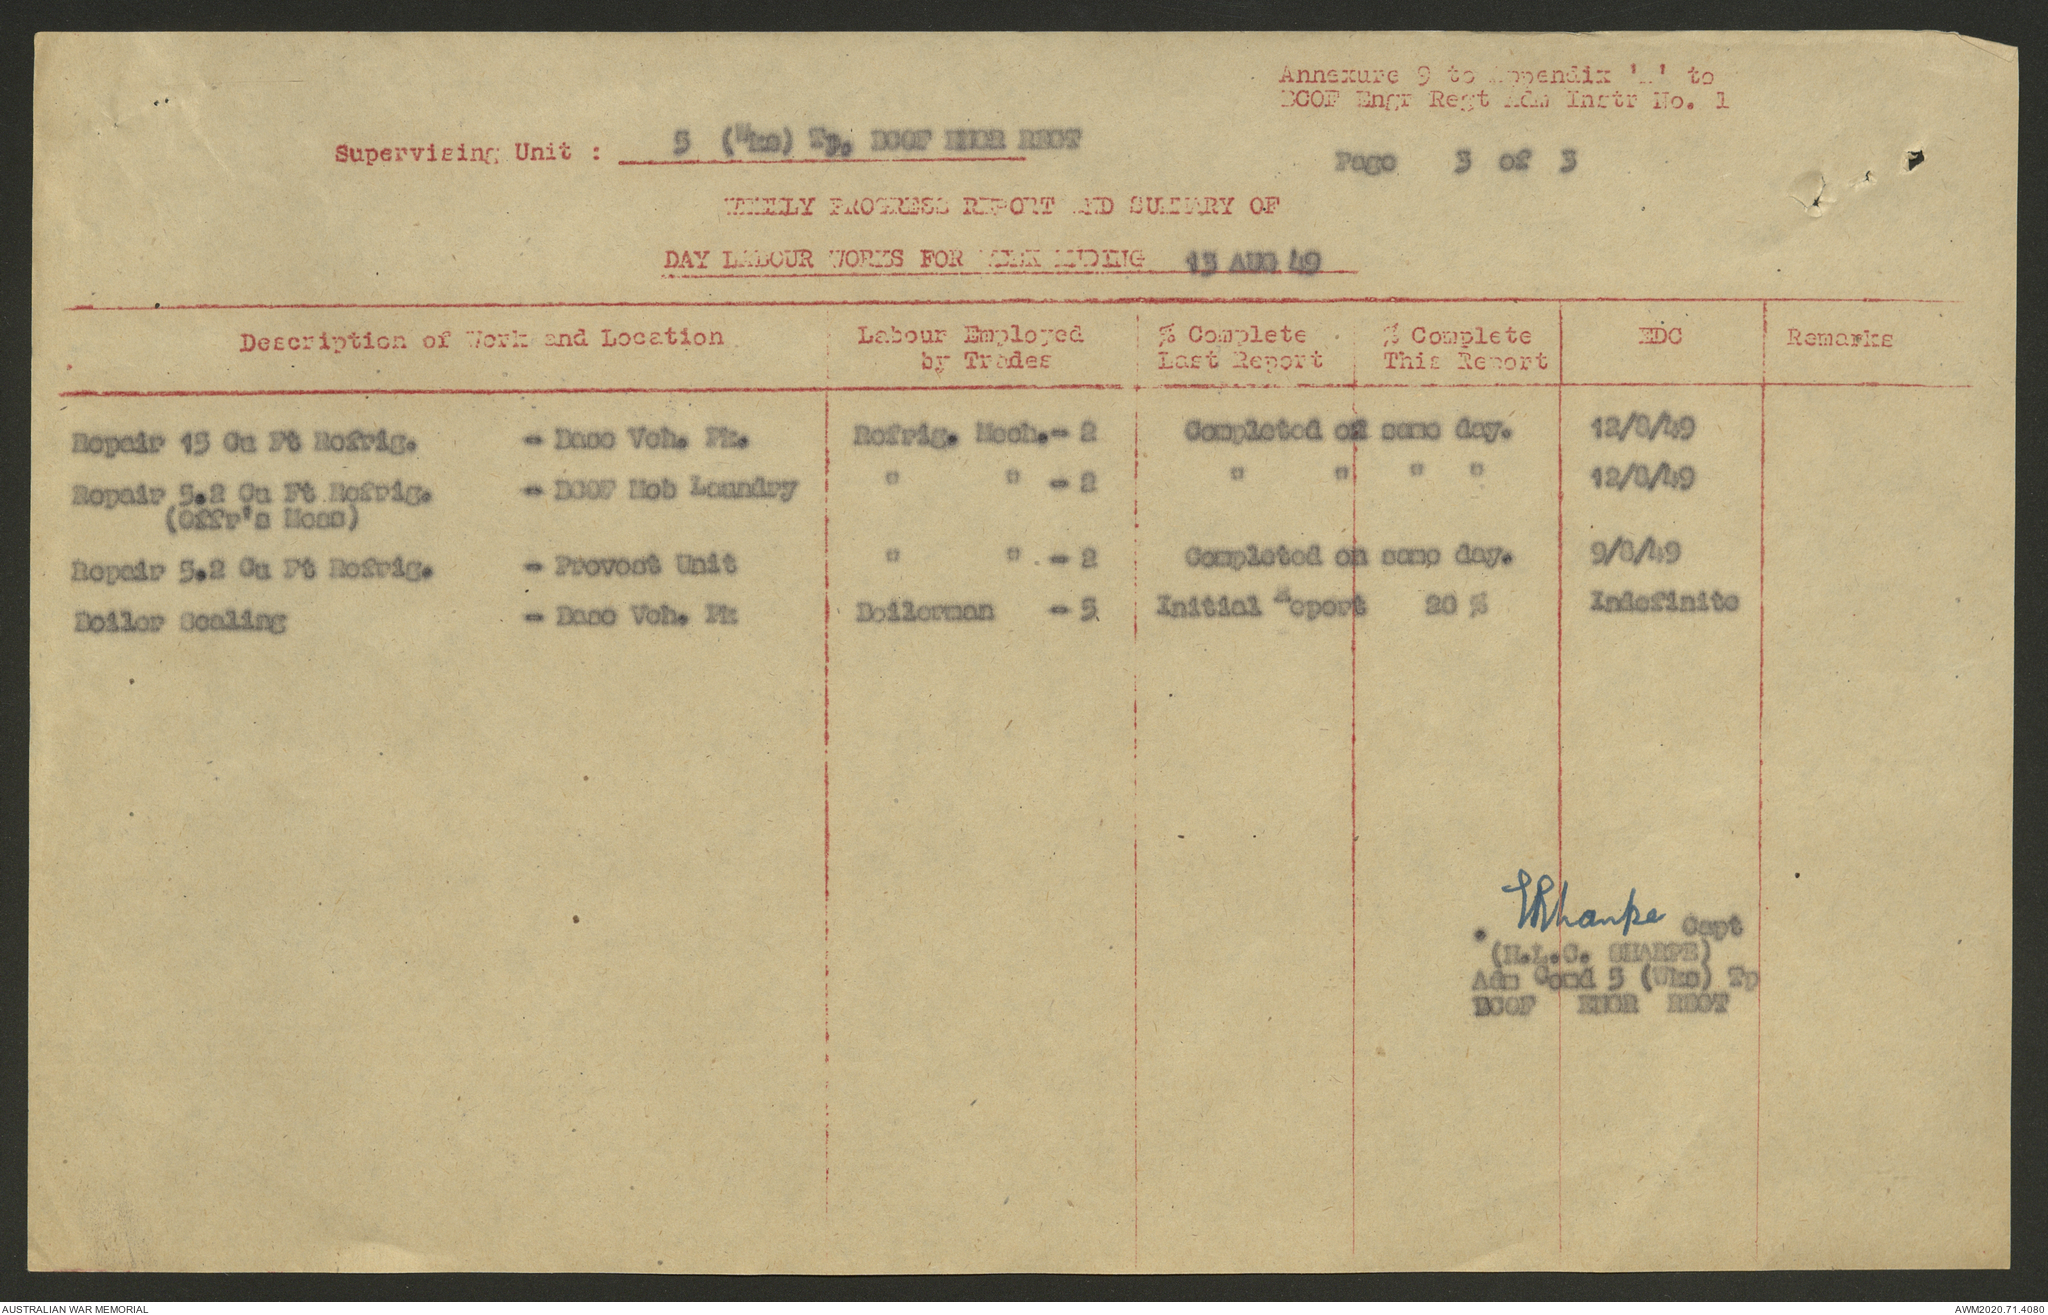 Annexure 9 to Appendix 'A' to
BCOF Engr Regt Adm Instr No. 1
Supervising Unit : 5 (Wks) Tp. BCOF ENGR REGT
Page 3 of 3
WEEKLY PROGRESS REPORT AND SUMMARY OF
DAY LABOUR WORKS FOR WEEK ENDING 13 AUG 49
Description of Work and Location
Labour Employed
by Trades
% Complete
Last Report
% Complete
This Report
EDC
Remarks
Repair 15 Cu Ft Refrig. - Base Veh. Pk. Refrig. Mech.- 2 Completed on same day. 12/8/49
Repair 5.2 Cu Ft Refrig. - BCOF Mob Laundry " " - 2 " " " " 12/8/49
(Offr's Mess)
Repair 5.2 Cu Ft Refrig. - Provost Unit " " - 2 Completed on same day. 9/8/49
Boiler Scaling - Base Veh. Pk Boilerman - 5 Initial Report 20 % Indefinite
Sharpe Capt
(H.L.C. SHARPE)
Adm Comd 5 (Wks) Tp
BCOF ENGR REGT
AUSTRALIAN WAR MEMORIAL
AWM2020.71.4080